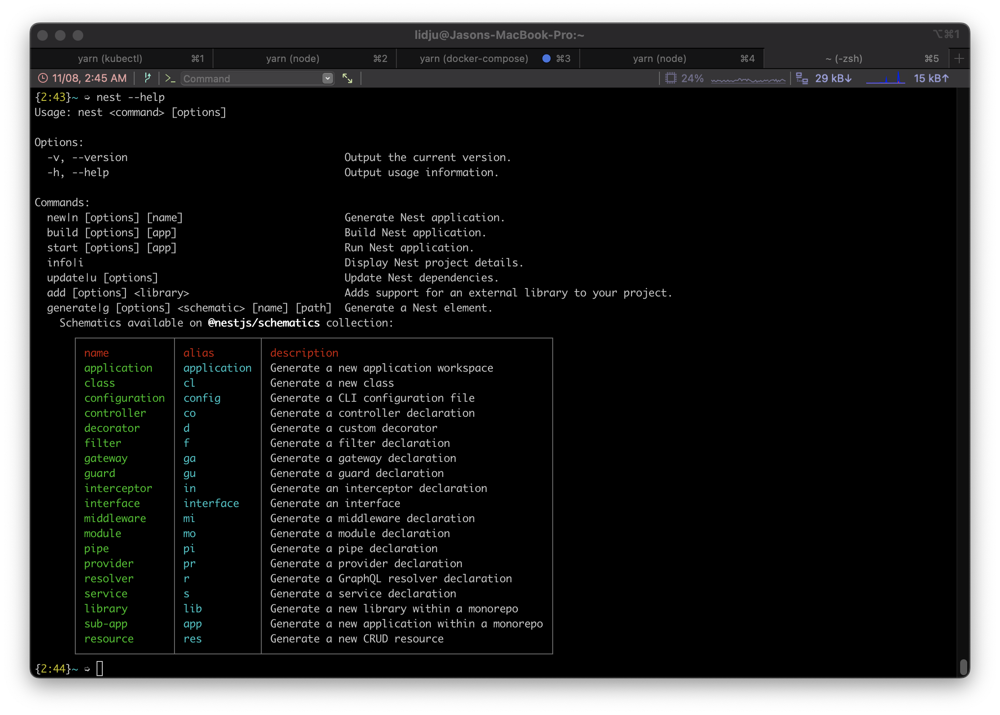 lidju@Jasons-MacBook-Pro:~ ⌥⌘1
yarn (kubectl) ⌘1 yarn (node) ⌘2 yarn (docker-compose) ⌘3 yarn (node) ⌘4 ~ (-zsh) ⌘5 +
11/08, 2:45 AM >_ Command 24% 29 kB↓ 15 kB↑
{2:43}~ ➭ nest --help
Usage: nest <command> [options]
Options:
-v, --version Output the current version.
-h, --help Output usage information.
Commands:
new|n [options] [name] Generate Nest application.
build [options] [app] Build Nest application.
start [options] [app] Run Nest application.
info|i Display Nest project details.
update|u [options] Update Nest dependencies.
add [options] <library> Adds support for an external library to your project.
generate|g [options] <schematic> [name] [path] Generate a Nest element.
Schematics available on @nestjs/schematics collection:
name alias description
application application Generate a new application workspace
class cl Generate a new class
configuration config Generate a CLI configuration file
controller co Generate a controller declaration
decorator d Generate a custom decorator
filter f Generate a filter declaration
gateway ga Generate a gateway declaration
guard gu Generate a guard declaration
interceptor in Generate an interceptor declaration
interface interface Generate an interface
middleware mi Generate a middleware declaration
module mo Generate a module declaration
pipe pi Generate a pipe declaration
provider pr Generate a provider declaration
resolver r Generate a GraphQL resolver declaration
service s Generate a service declaration
library lib Generate a new library within a monorepo
sub-app app Generate a new application within a monorepo
resource res Generate a new CRUD resource
{2:44}~ ➭